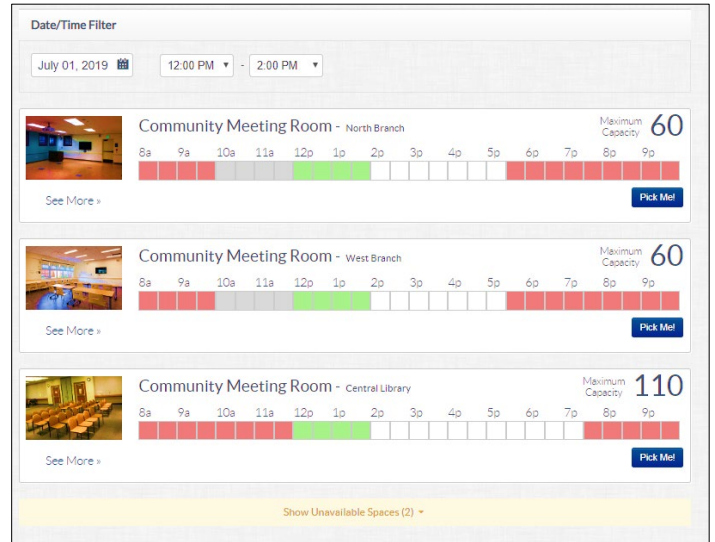 Date/Time Filter
July 01, 2019 12:00 PM - 2:00 PM
Community Meeting Room - North Branch
Maximum Capacity 60
8a 9a 10a 11a 12p 1p 2p 3p 4p 5p 6p 7p 8p 9p
See More »
Pick Me!
Community Meeting Room - West Branch
Maximum Capacity 60
8a 9a 10a 11a 12p 1p 2p 3p 4p 5p 6p 7p 8p 9p
See More »
Pick Me!
Community Meeting Room - Central Library
Maximum Capacity 110
8a 9a 10a 11a 12p 1p 2p 3p 4p 5p 6p 7p 8p 9p
See More »
Pick Me!
Show Unavailable Spaces (2)